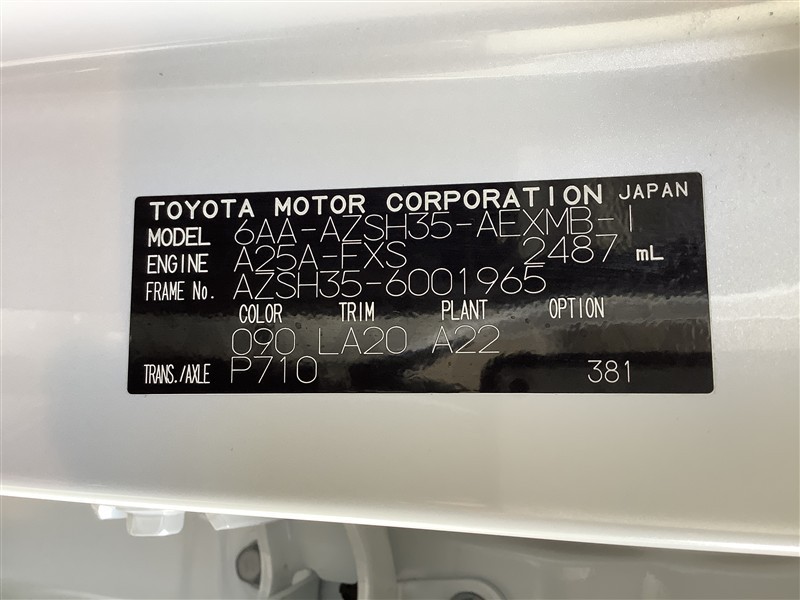 TOYOTA MOTOR CORPORATION JAPAN
MODEL 6AA-AZSH35-AEXMB-1
ENGINE A25A-FXS 2487 mL
FRAME No. AZSH35-6001965
COLOR TRIM PLANT OPTION
090 LA20 A22
TRANS./AXLE P710 381